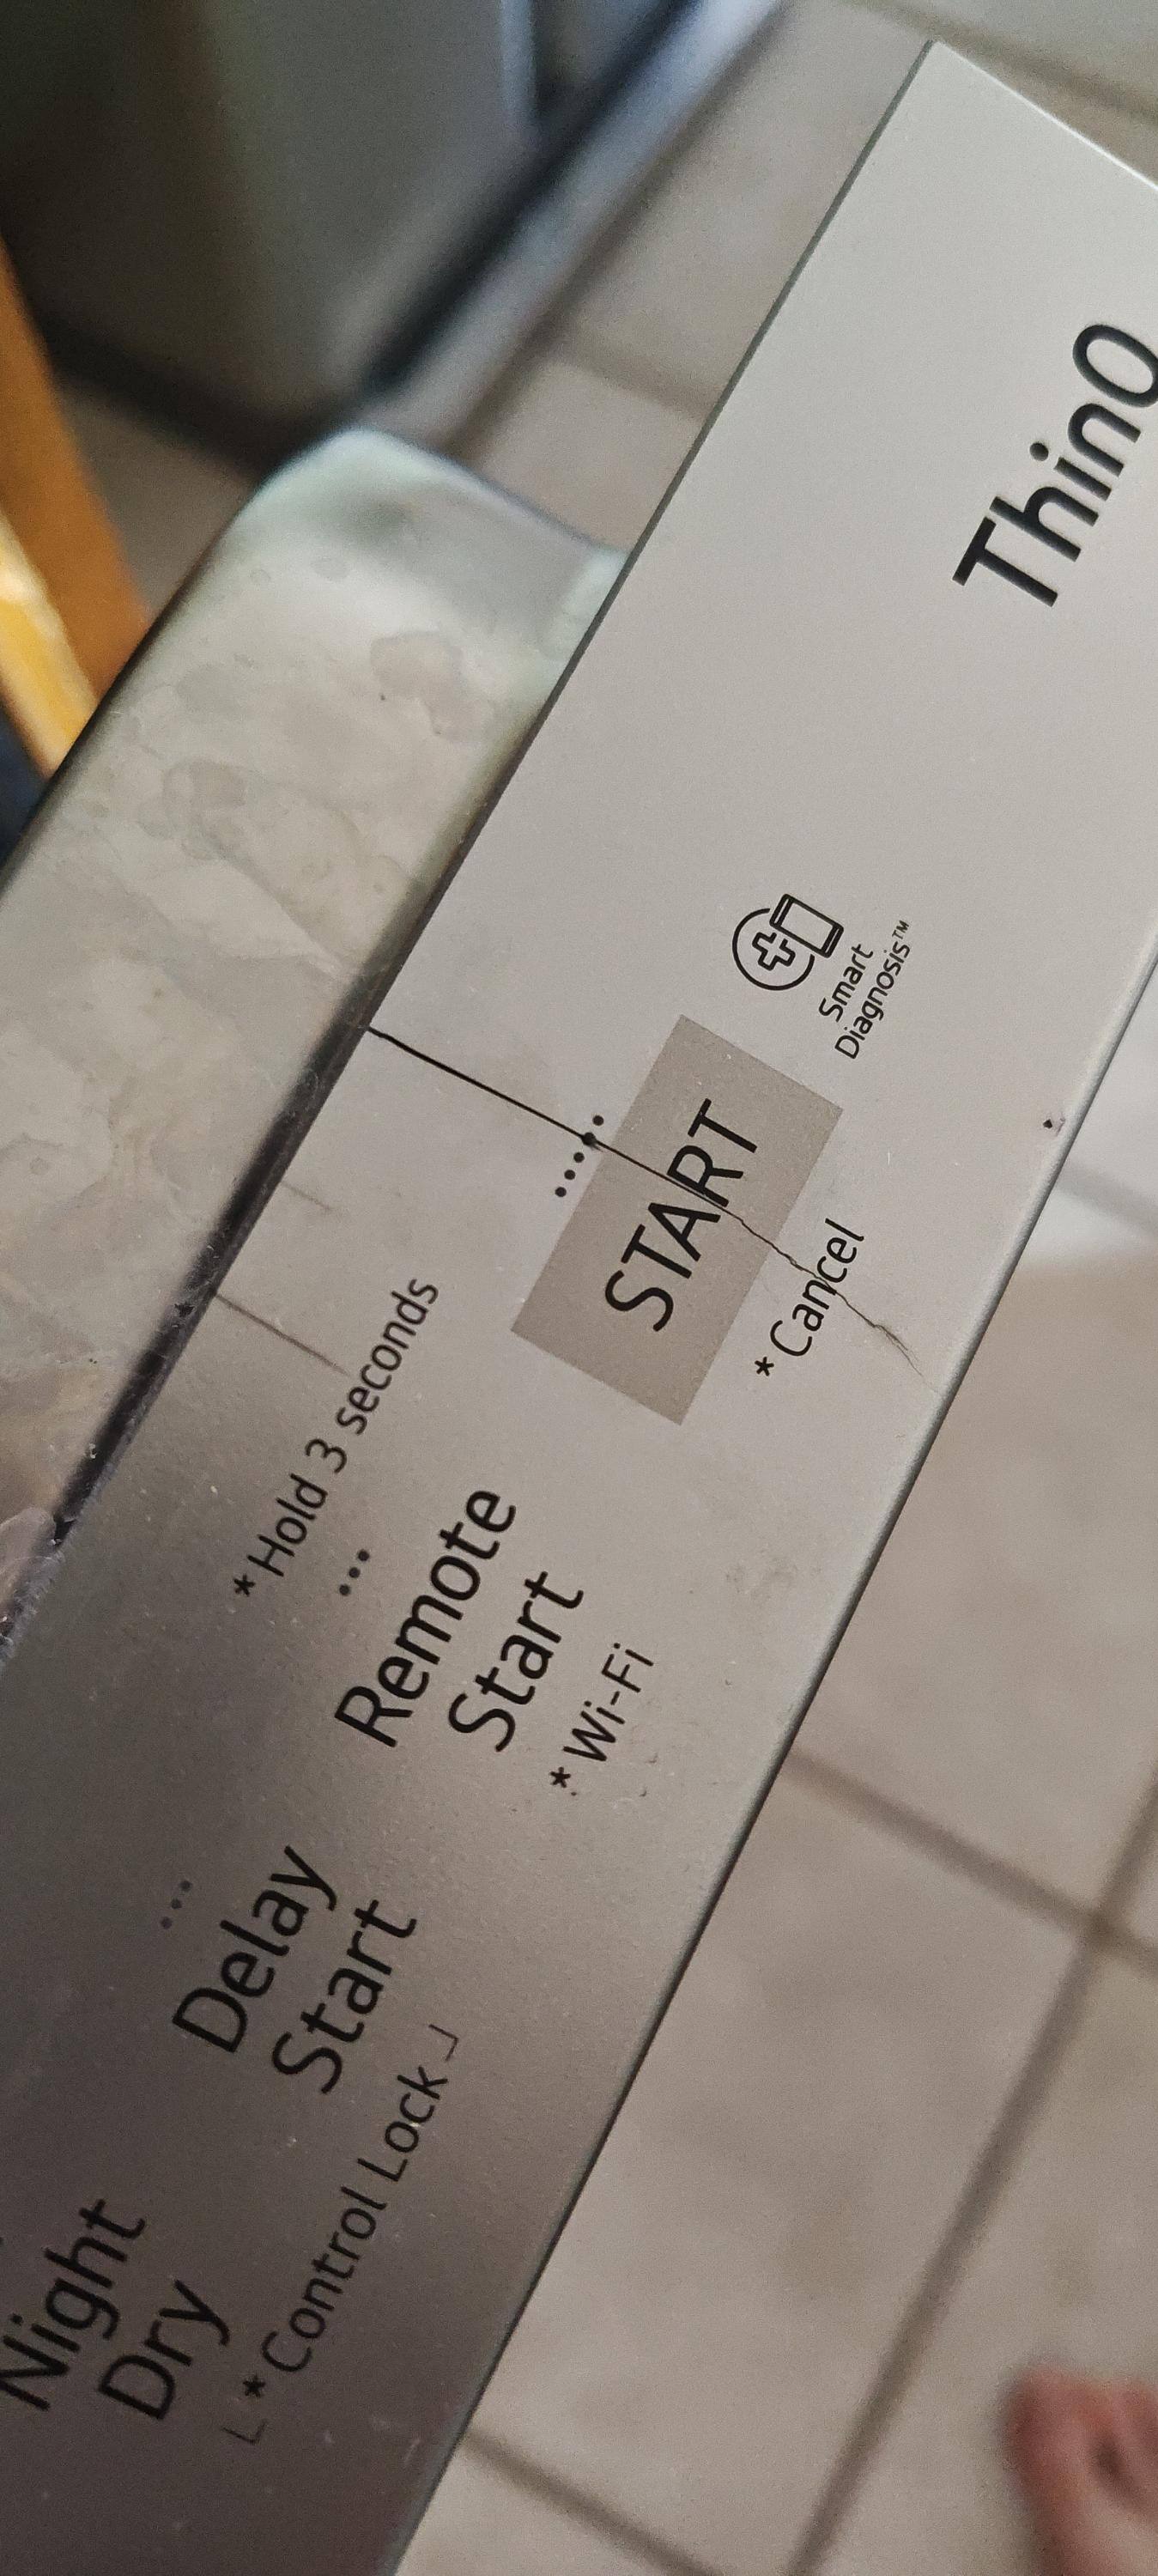 ThinQ
Smart
Diagnosis™
START
*Cancel
*Hold 3 seconds
Remote
Start
*Wi-Fi
Delay
Start
*Control Lock
Night
Dry